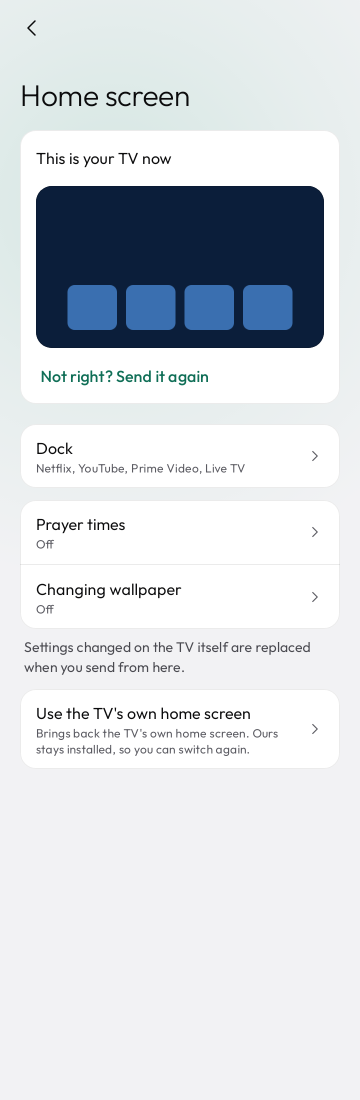 Home screen
This is your TV now
Not right? Send it again
Dock
Netflix, YouTube, Prime Video, Live TV
Prayer times
Off
Changing wallpaper
Off
Settings changed on the TV itself are replaced
when you send from here.
Use the TV's own home screen
Brings back the TV's own home screen. Ours
stays installed, so you can switch again.